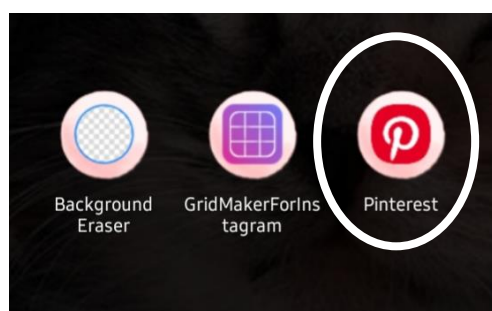 Background
Eraser
GridMakerForIns
tagram
Pinterest